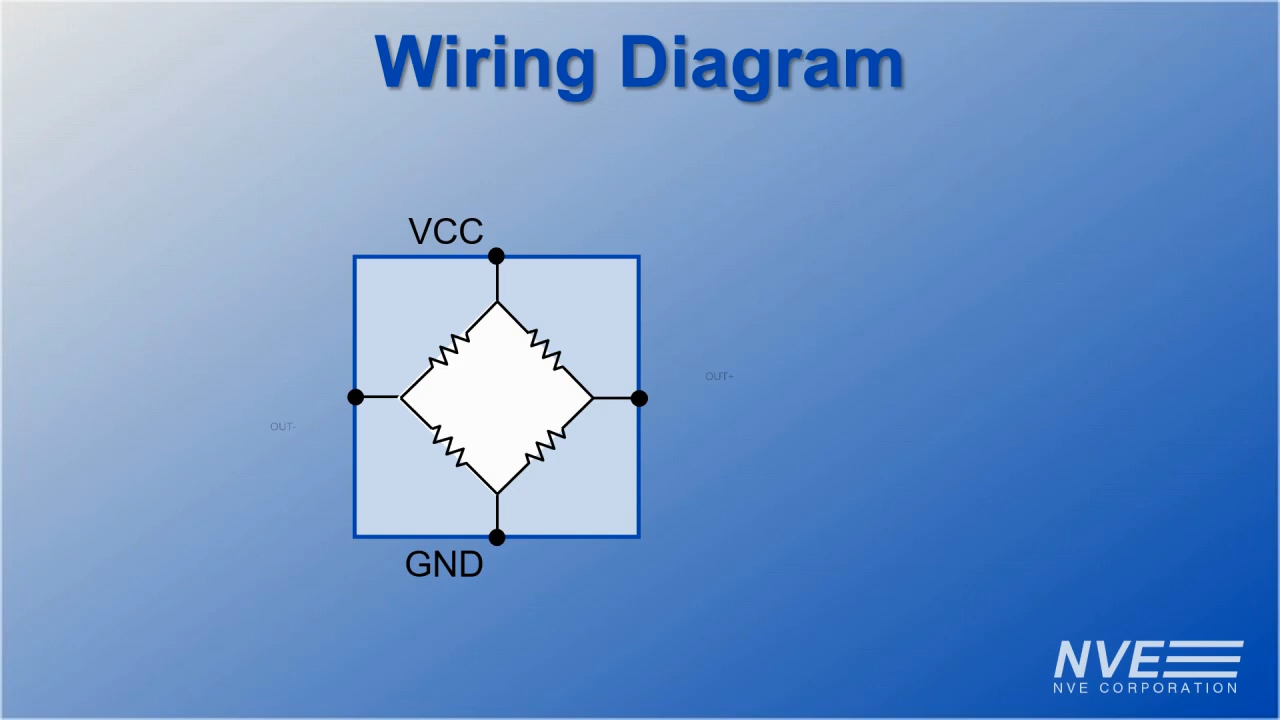 Wiring Diagram
VCC
OUT+
OUT-
GND
NVE
NVE CORPORATION